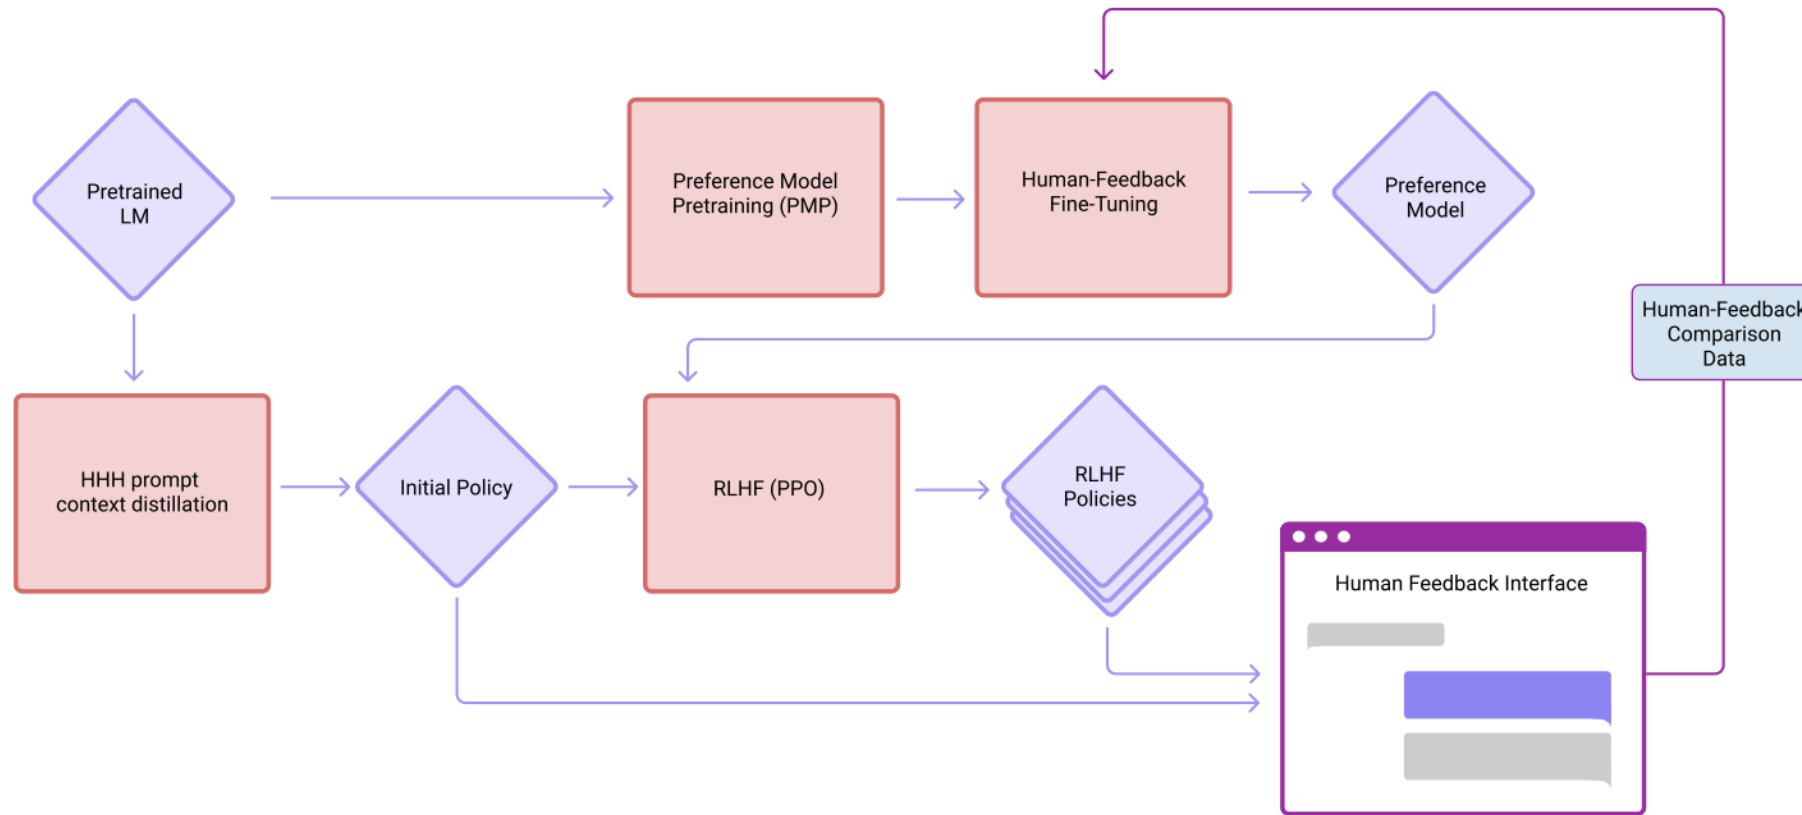 Pretrained
LM
Preference Model
Pretraining (PMP)
Human-Feedback
Fine-Tuning
Preference
Model
Human-Feedback
Comparison
Data
HHH prompt
context distillation
Initial Policy
RLHF (PPO)
RLHF
Policies
Human Feedback Interface